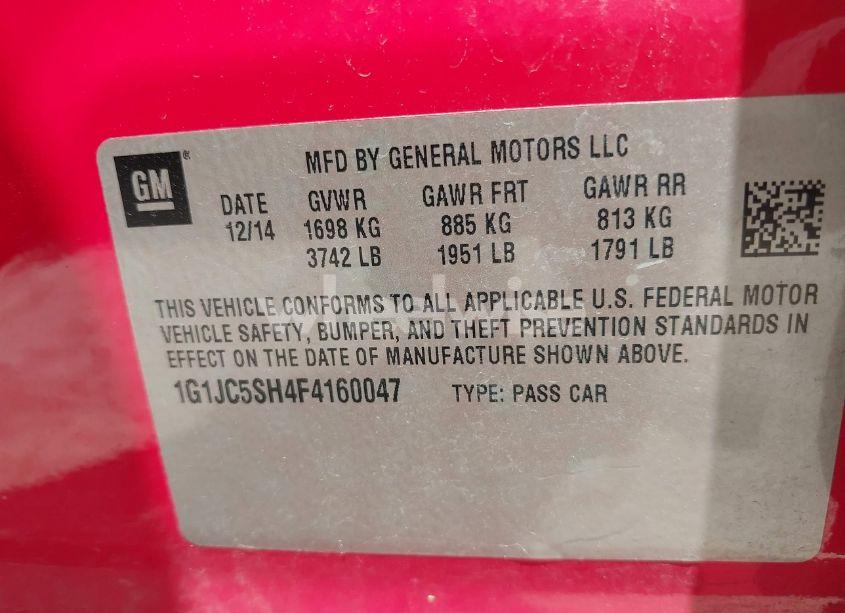 GM ® MFD BY GENERAL MOTORS LLC
DATE GVWR GAWR FRT GAWR RR
12/14 1698 KG 885 KG 813 KG
3742 LB 1951 LB 1791 LB
THIS VEHICLE CONFORMS TO ALL APPLICABLE U.S. FEDERAL MOTOR
VEHICLE SAFETY, BUMPER, AND THEFT PREVENTION STANDARDS IN
EFFECT ON THE DATE OF MANUFACTURE SHOWN ABOVE.
1G1JC5SH4F4160047 TYPE: PASS CAR